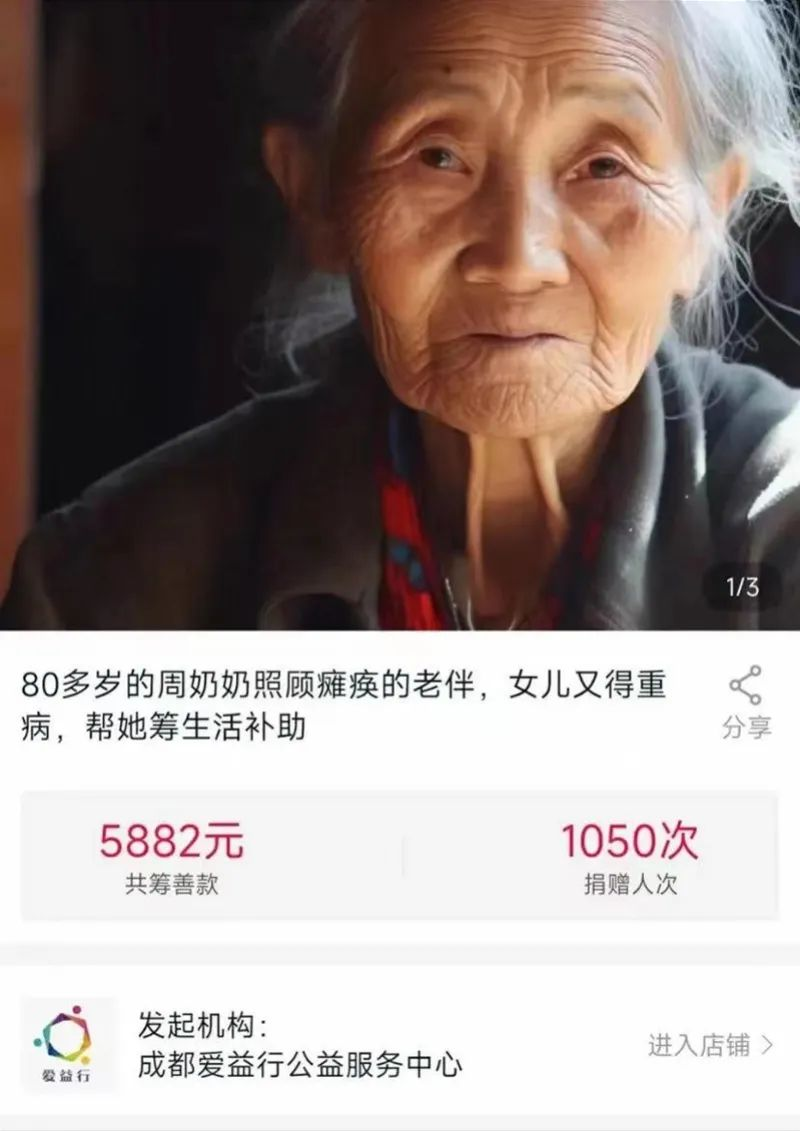 1/3
80多岁的周奶奶照顾瘫痪的老伴，女儿又得重
病，帮她筹生活补助
分享
5882元
1050次
共筹善款
捐赠人次
发起机构：
成都爱益行公益服务中心
进入店铺
爱益行